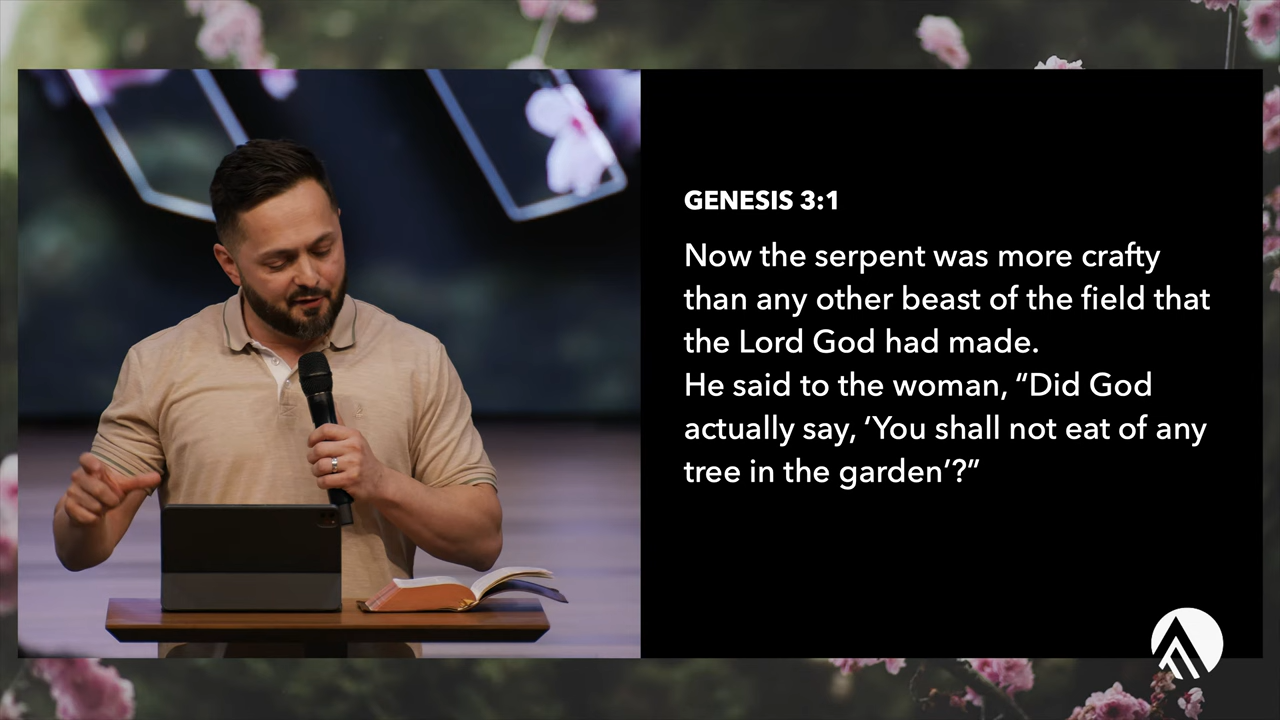 GENESIS 3:1
Now the serpent was more crafty
than any other beast of the field that
the Lord God had made.
He said to the woman, “Did God
actually say, ‘You shall not eat of any
tree in the garden’?”